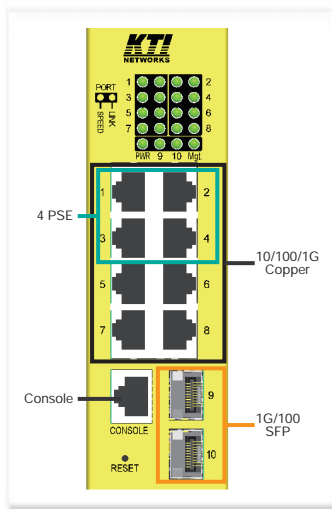 KTI
NETWORKS
PORT
SPEED
LINK
1 2
3 4
5 6
7 8
PWR 9 10 Mgt
1 2
4 PSE
3 4
10/100/1G
Copper
5 6
7 8
Console
CONSOLE
9
1G/100
SFP
10
RESET